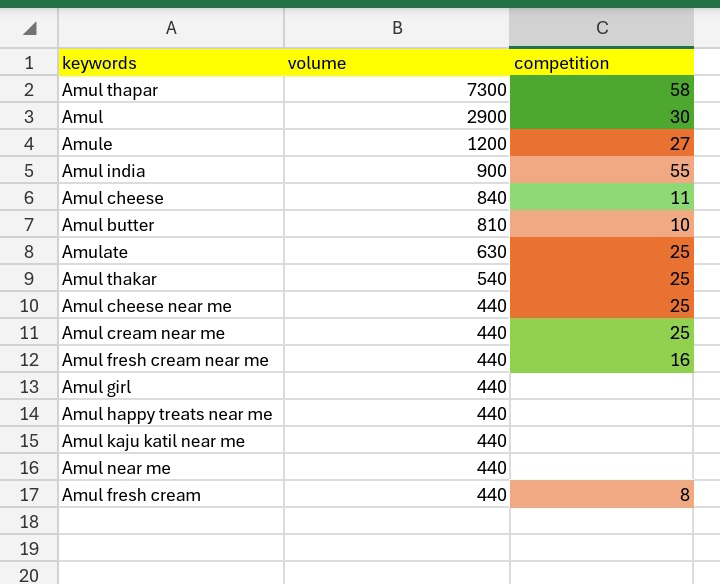 A B C
1 keywords volume competition
2 Amul thapar 7300 58
3 Amul 2900 30
4 Amule 1200 27
5 Amul india 900 55
6 Amul cheese 840 11
7 Amul butter 810 10
8 Amulate 630 25
9 Amul thakar 540 25
10 Amul cheese near me 440 25
11 Amul cream near me 440 25
12 Amul fresh cream near me 440 16
13 Amul girl 440
14 Amul happy treats near me 440
15 Amul kaju katil near me 440
16 Amul near me 440
17 Amul fresh cream 440 8
18
19
20